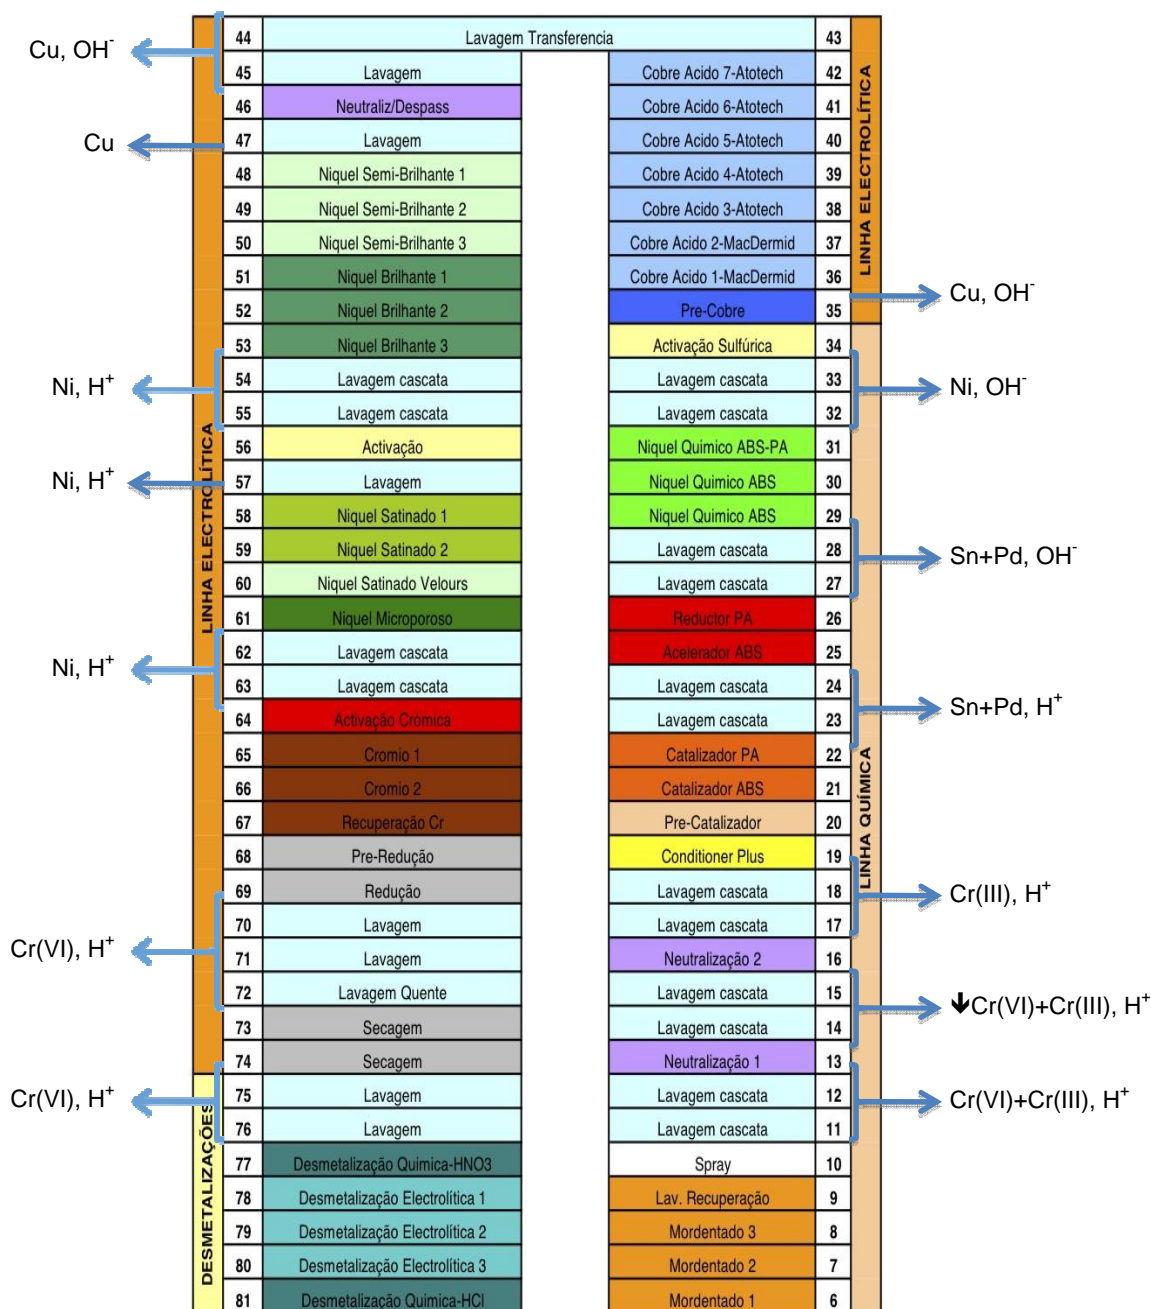 44 Lavagem Transferencia 43
Cu, OH⁻
45 Lavagem Cobre Acido 7-Atotech 42
46 Neutraliz/Despass Cobre Acido 6-Atotech 41
Cu 47 Lavagem Cobre Acido 5-Atotech 40
48 Niquel Semi-Brilhante 1 Cobre Acido 4-Atotech 39
49 Niquel Semi-Brilhante 2 Cobre Acido 3-Atotech 38
50 Niquel Semi-Brilhante 3 Cobre Acido 2-MacDermid 37
51 Niquel Brilhante 1 Cobre Acido 1-MacDermid 36
Cu, OH⁻
52 Niquel Brilhante 2 Pre-Cobre 35
53 Niquel Brilhante 3 Activação Sulfúrica 34
54 Lavagem cascata Lavagem cascata 33
Ni, H⁺ Ni, OH⁻
55 Lavagem cascata Lavagem cascata 32
56 Activação Niquel Quimico ABS-PA 31
Ni, H⁺ 57 Lavagem Niquel Quimico ABS 30
58 Niquel Satinado 1 Niquel Quimico ABS 29
59 Niquel Satinado 2 Lavagem cascata 28
Sn+Pd, OH⁻
60 Niquel Satinado Velours Lavagem cascata 27
61 Niquel Microporoso Reductor PA 26
62 Lavagem cascata Acelerador ABS 25
Ni, H⁺
63 Lavagem cascata Lavagem cascata 24
Sn+Pd, H⁺
64 Activação Crómica Lavagem cascata 23
65 Cromio 1 Catalizador PA 22
66 Cromio 2 Catalizador ABS 21
67 Recuperação Cr Pre-Catalizador 20
68 Pre-Redução Conditioner Plus 19
69 Redução Lavagem cascata 18
Cr(III), H⁺
70 Lavagem Lavagem cascata 17
Cr(VI), H⁺
71 Lavagem Neutralização 2 16
72 Lavagem Quente Lavagem cascata 15
🡻Cr(VI)+Cr(III), H⁺
73 Secagem Lavagem cascata 14
74 Secagem Neutralização 1 13
Cr(VI), H⁺ 75 Lavagem Lavagem cascata 12 Cr(VI)+Cr(III), H⁺
76 Lavagem Lavagem cascata 11
77 Desmetalização Quimica-HNO3 Spray 10
78 Desmetalização Electrolítica 1 Lav. Recuperação 9
79 Desmetalização Electrolítica 2 Mordentado 3 8
80 Desmetalização Electrolítica 3 Mordentado 2 7
81 Desmetalização Quimica-HCl Mordentado 1 6
LINHA ELECTROLÍTICA
DESMETALIZAÇÕES
LINHA ELECTROLÍTICA
LINHA QUÍMICA